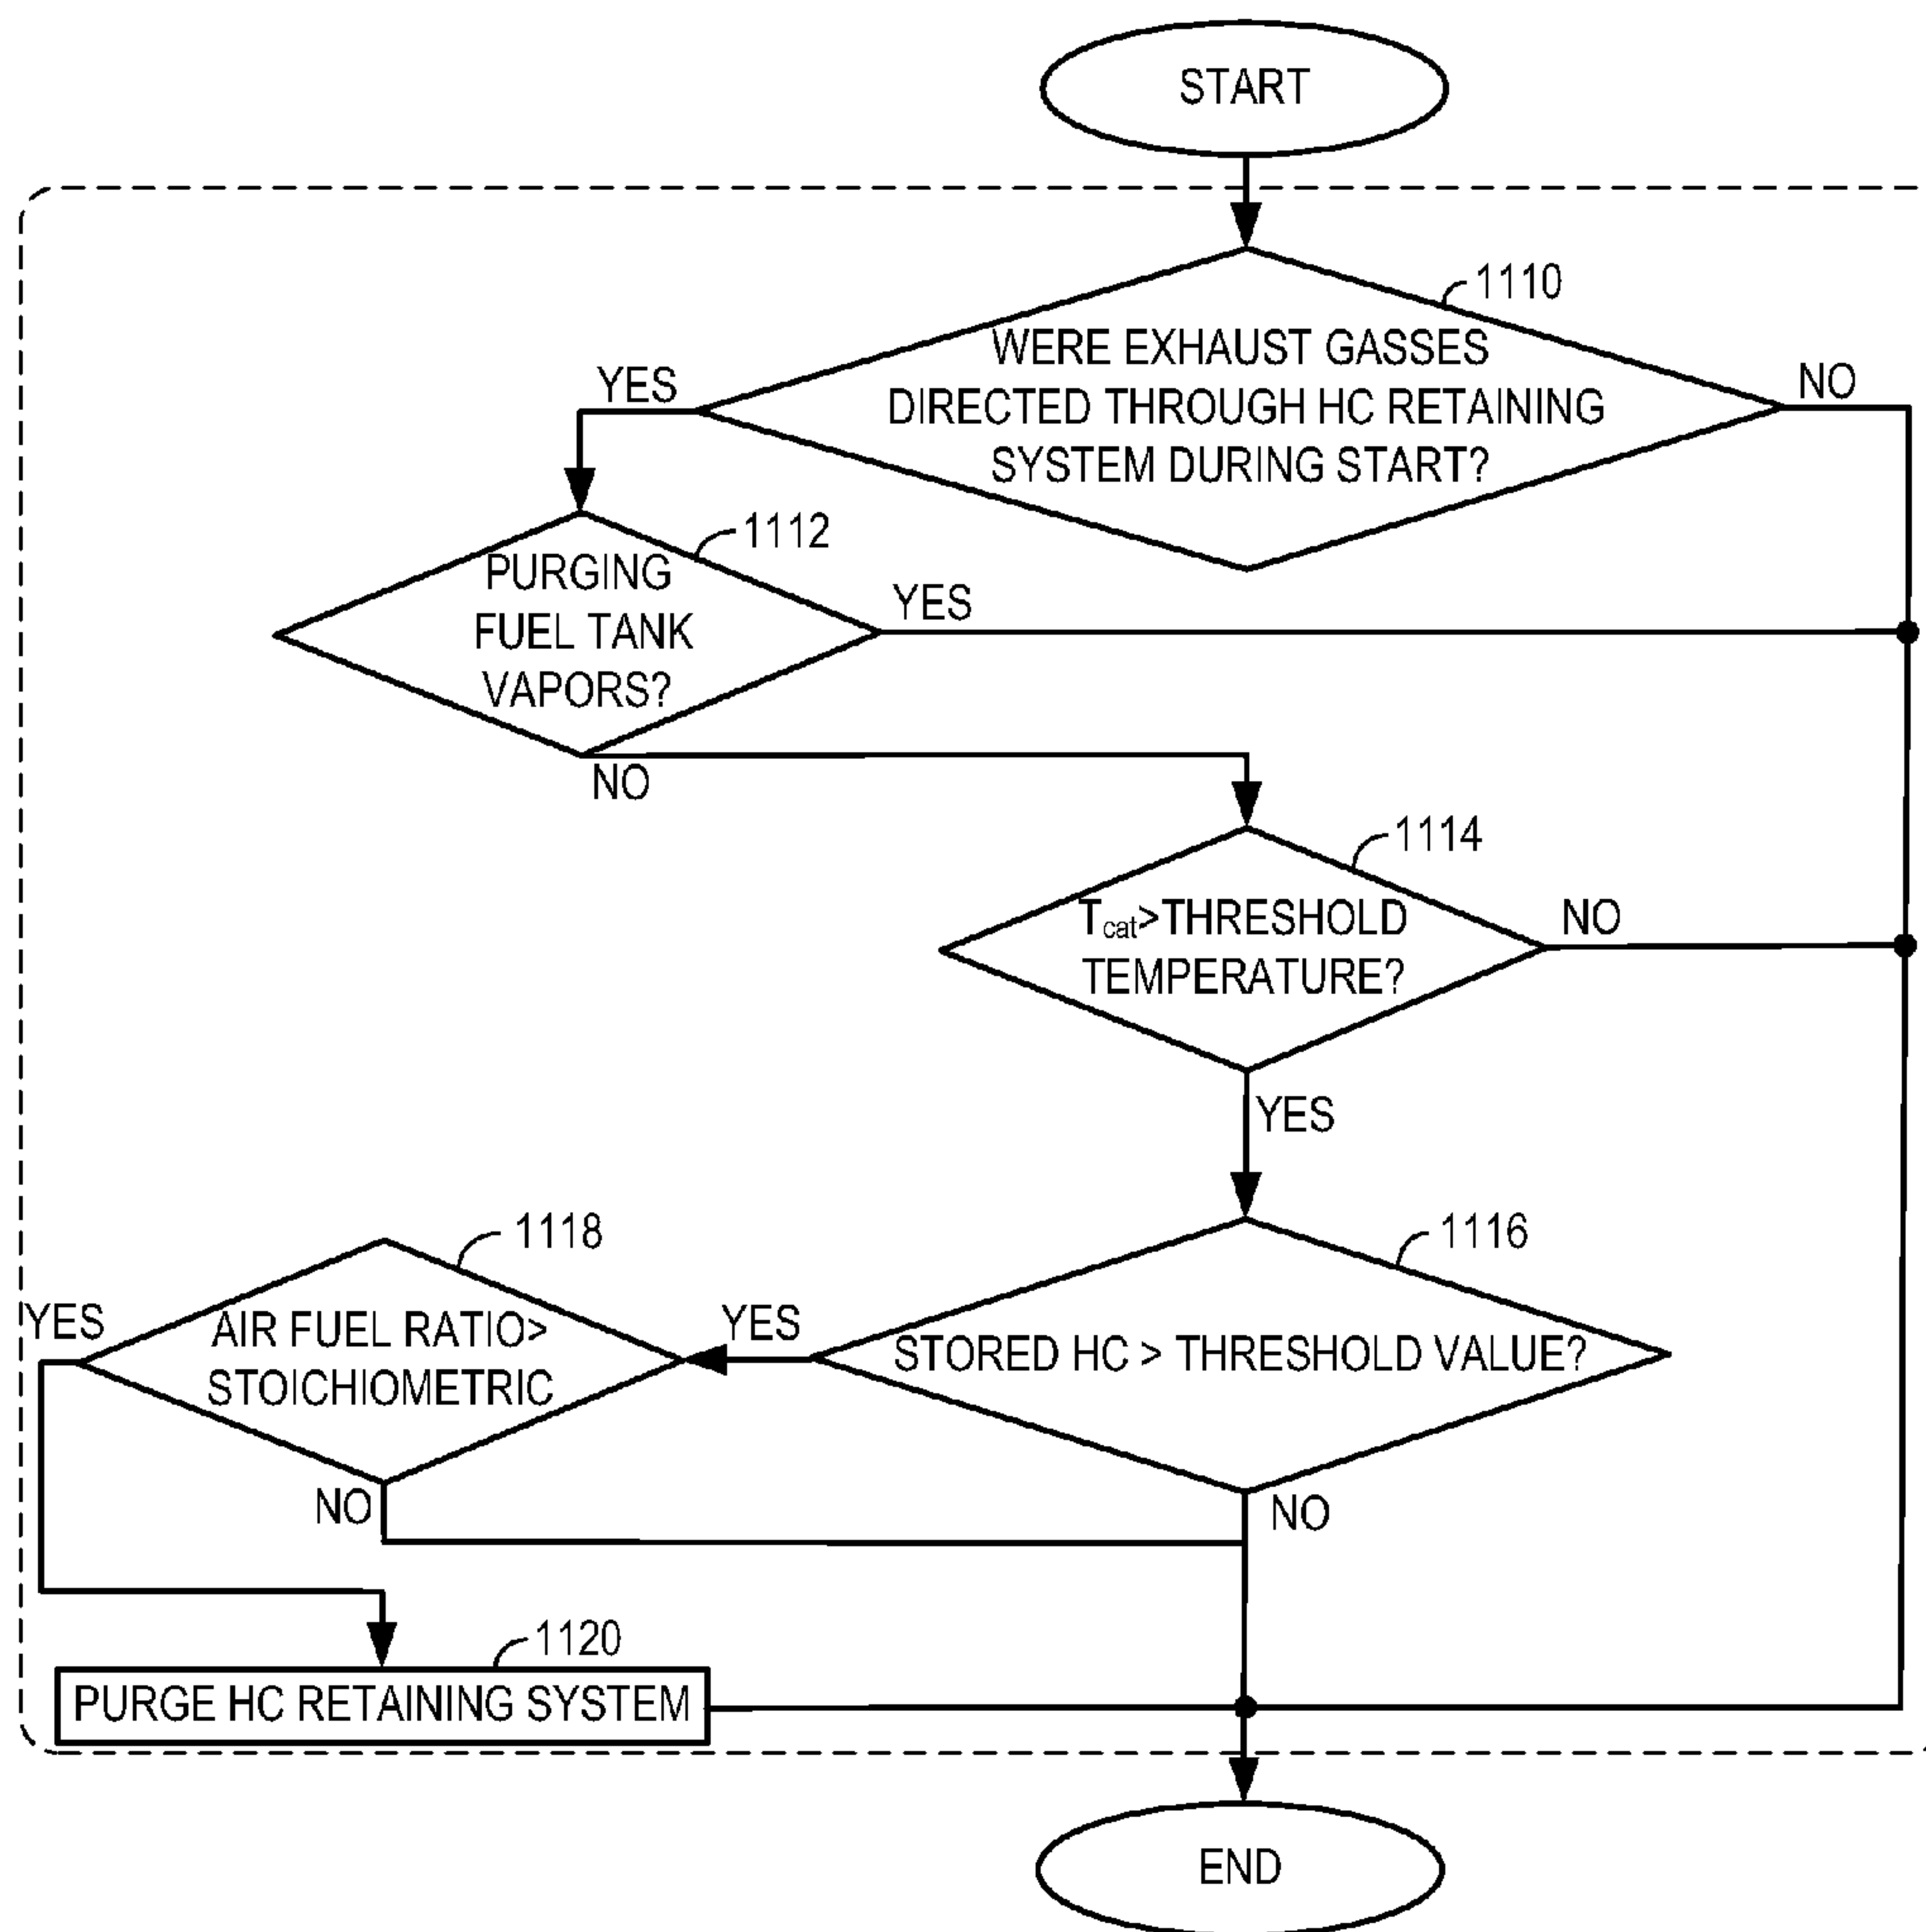 START
1110
WERE EXHAUST GASSES
DIRECTED THROUGH HC RETAINING
SYSTEM DURING START?
YES
NO
1112
PURGING
FUEL TANK
VAPORS?
YES
NO
1114
Tcat>THRESHOLD
TEMPERATURE?
NO
YES
1118
1116
YES
AIR FUEL RATIO>
STOICHIOMETRIC
YES
STORED HC > THRESHOLD VALUE?
NO
NO
1120
PURGE HC RETAINING SYSTEM
END